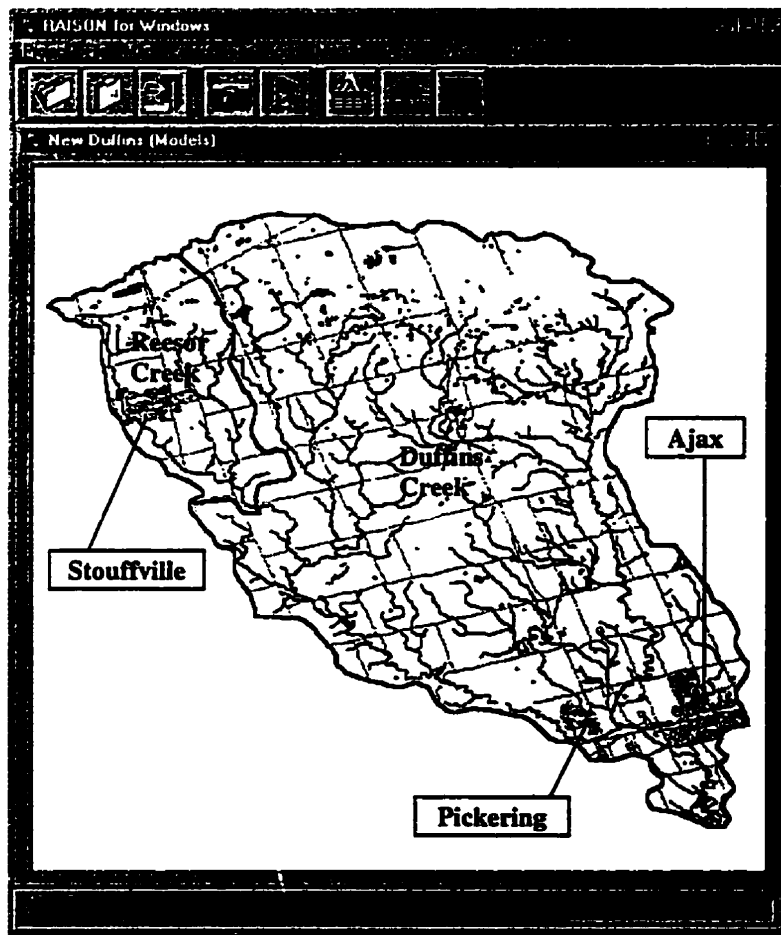 RAISON for Windows
New Duffins (Models)
Reesor
Creek
Ajax
Duffins
Creek
Stouffville
Pickering